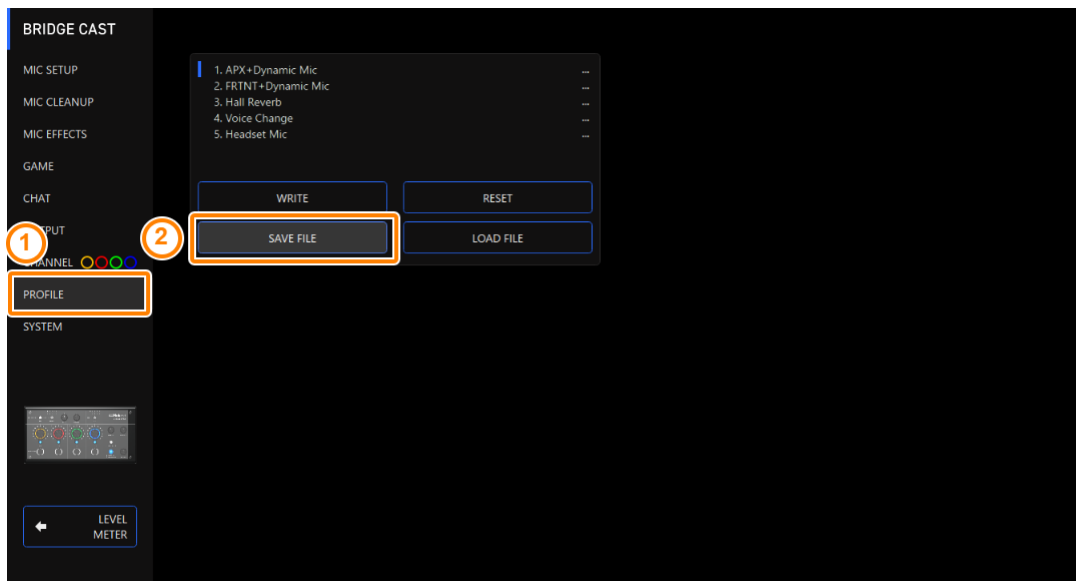 BRIDGE CAST
MIC SETUP
MIC CLEANUP
MIC EFFECTS
GAME
CHAT
TPUT
1
CHANNEL
PROFILE
SYSTEM
LEVEL
METER
1. APX+Dynamic Mic ---
2. FRTNT+Dynamic Mic ---
3. Hall Reverb ---
4. Voice Change ---
5. Headset Mic ---
WRITE
RESET
2
SAVE FILE
LOAD FILE